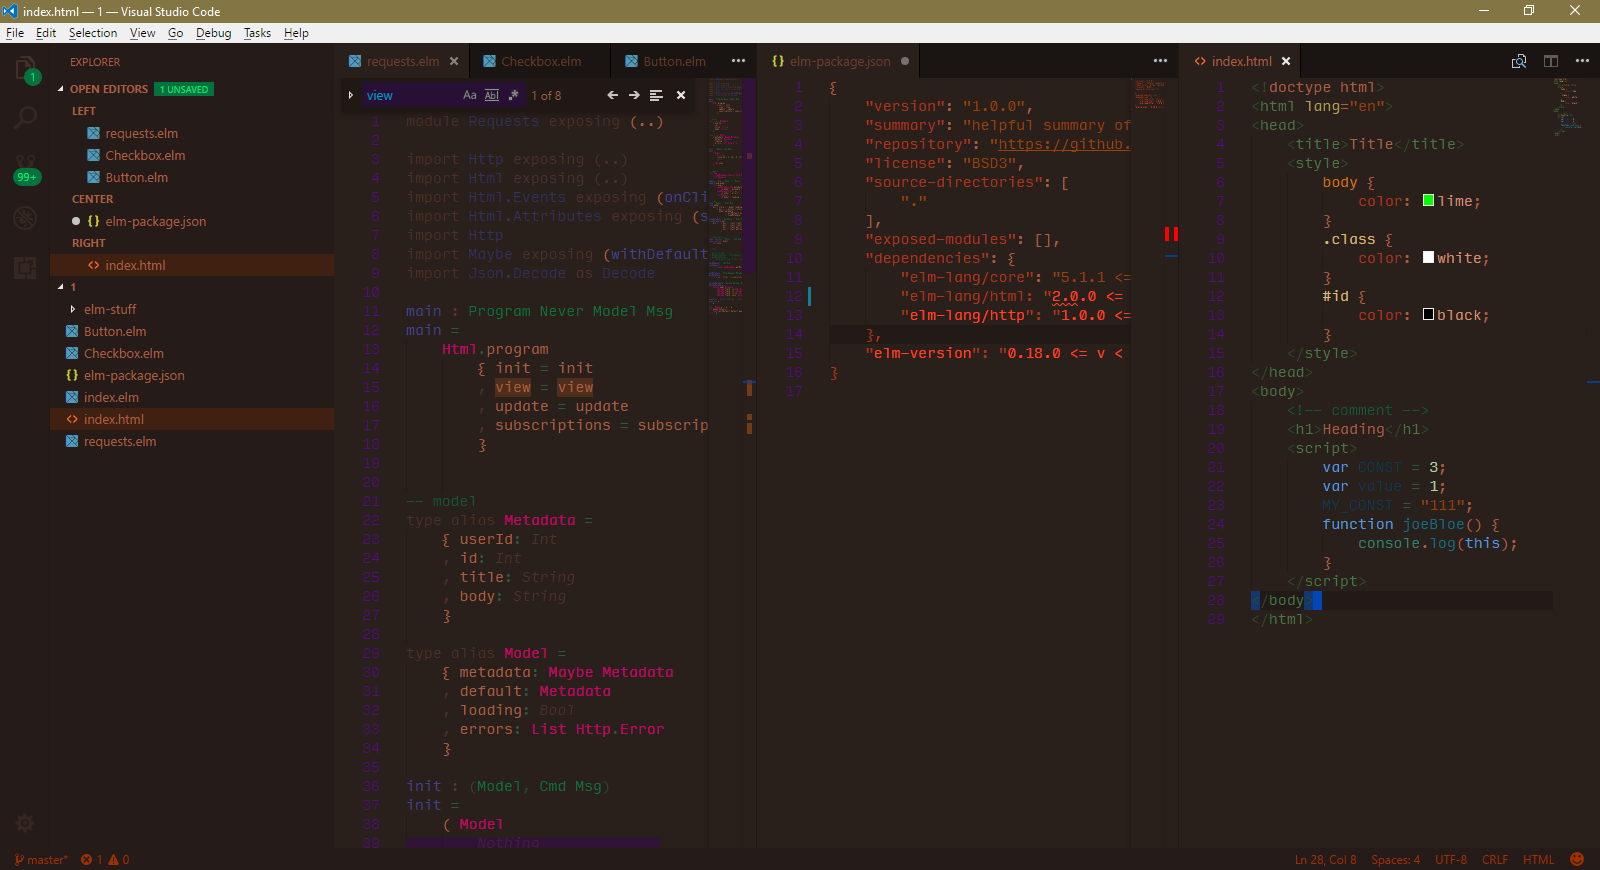 index.html — 1 — Visual Studio Code
File Edit Selection View Go Debug Tasks Help
EXPLORER
OPEN EDITORS 1 UNSAVED
LEFT
requests.elm
Checkbox.elm
Button.elm
CENTER
{} elm-package.json
RIGHT
<> index.html
1
elm-stuff
Button.elm
Checkbox.elm
{} elm-package.json
index.elm
<> index.html
requests.elm
1
99+
requests.elm Checkbox.elm Button.elm
view Aa Abl .* 1 of 8
1 module Requests exposing (..)
2
3 import Http exposing (..)
4 import Html exposing (..)
5 import Html.Events exposing (onCli
6 import Html.Attributes exposing (s
7 import Http
8 import Maybe exposing (withDefault
9 import Json.Decode as Decode
10
11 main : Program Never Model Msg
12 main =
13 Html.program
14 { init = init
15 , view = view
16 , update = update
17 , subscriptions = subscrip
18 }
19
20
21 -- model
22 type alias Metadata =
23 { userId: Int
24 , id: Int
25 , title: String
26 , body: String
27 }
28
29 type alias Model =
30 { metadata: Maybe Metadata
31 , default: Metadata
32 , loading: Bool
33 , errors: List Http.Error
34 }
35
36 init : (Model, Cmd Msg)
37 init =
38 ( Model
39 Nothing
{} elm-package.json
1 {
2 "version": "1.0.0",
3 "summary": "helpful summary of
4 "repository": "https://github.
5 "license": "BSD3",
6 "source-directories": [
7 "."
8 ],
9 "exposed-modules": [],
10 "dependencies": {
11 "elm-lang/core": "5.1.1 <=
12 "elm-lang/html: "2.0.0 <=
13 "elm-lang/http": "1.0.0 <=
14 },
15 "elm-version": "0.18.0 <= v <
16 }
17
<> index.html
1 <!doctype html>
2 <html lang="en">
3 <head>
4 <title>Title</title>
5 <style>
6 body {
7 color: lime;
8 }
9 .class {
10 color: white;
11 }
12 #id {
13 color: black;
14 }
15 </style>
16 </head>
17 <body>
18 <!-- comment -->
19 <h1>Heading</h1>
20 <script>
21 var CONST = 3;
22 var value = 1;
23 MY_CONST = "111";
24 function joeBloe() {
25 console.log(this);
26 }
27 </script>
28 </body>
29 </html>
master* 1 0
Ln 28, Col 8 Spaces: 4 UTF-8 CRLF HTML